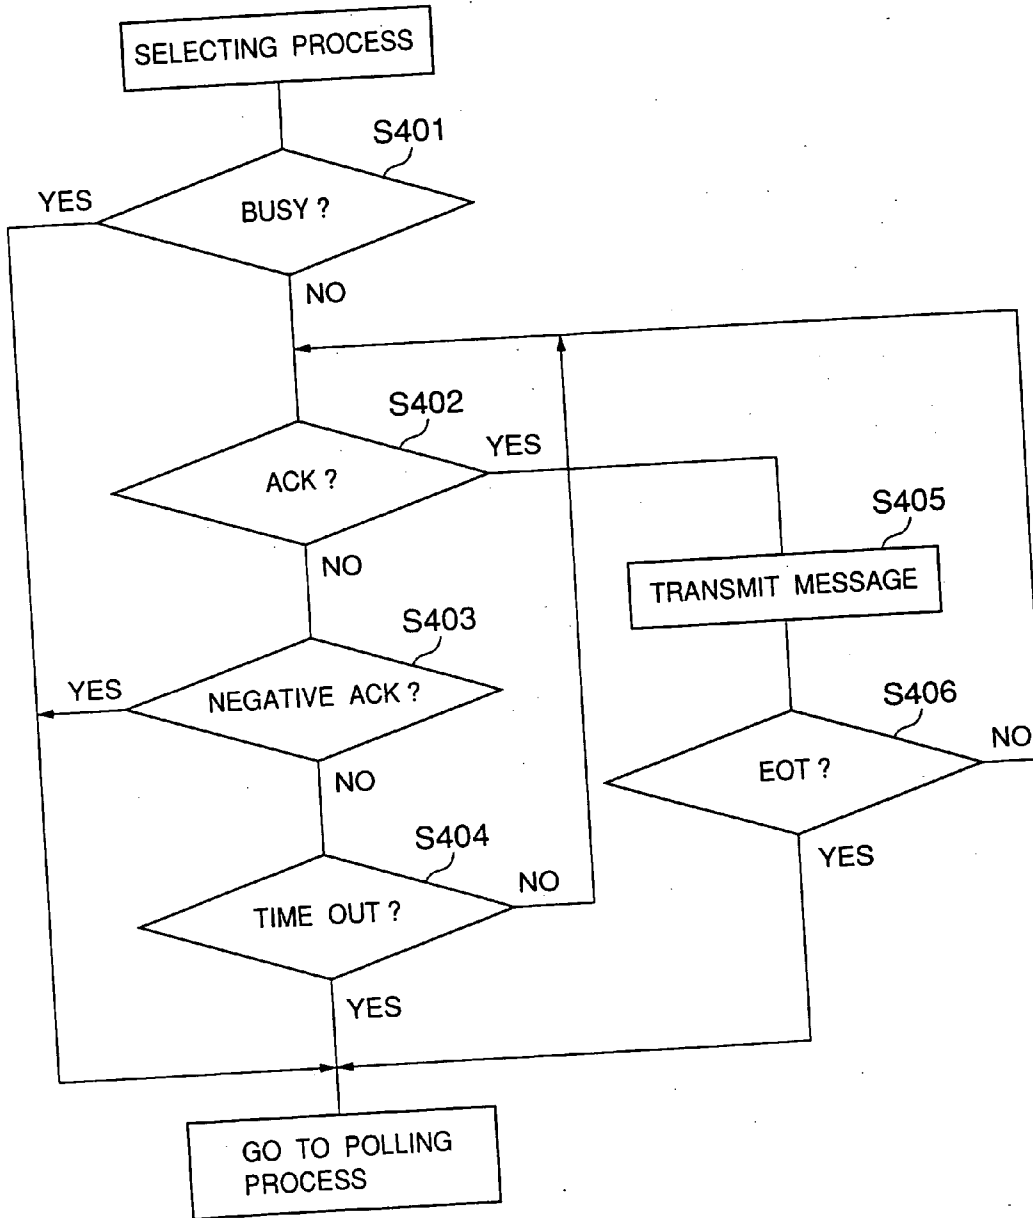 SELECTING PROCESS
S401
YES
BUSY ?
NO
S402
YES
ACK ?
NO
S405
TRANSMIT MESSAGE
S403
YES
NEGATIVE ACK ?
NO
S406
NO
EOT ?
YES
S404
NO
TIME OUT ?
YES
GO TO POLLING
PROCESS